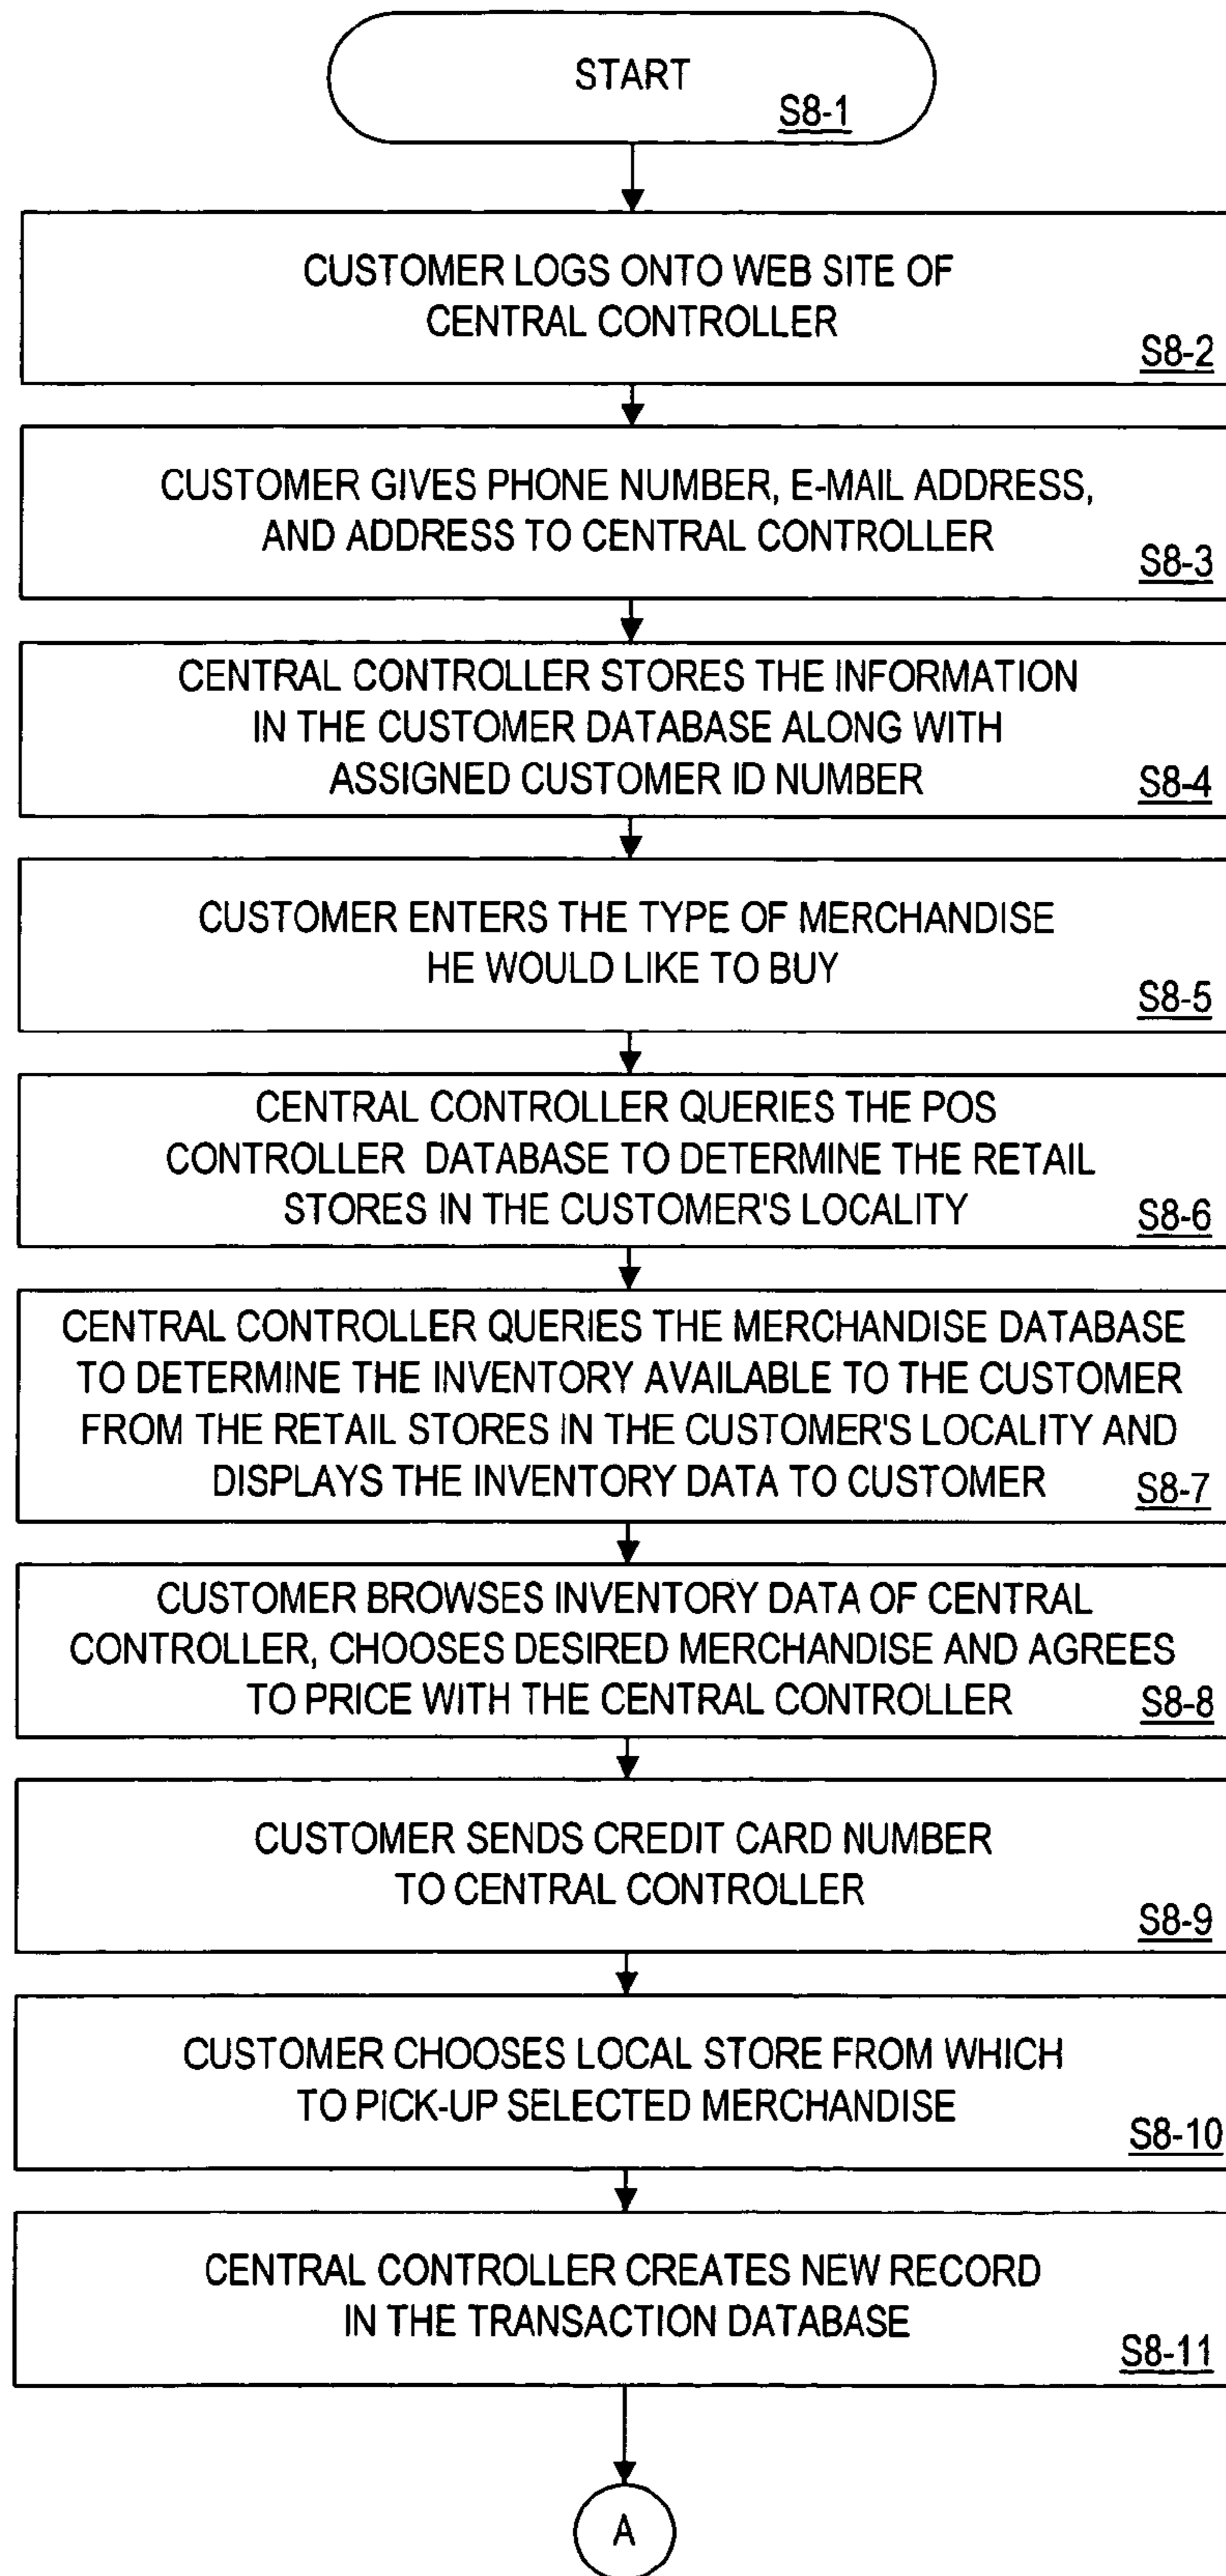 START
S8-1
CUSTOMER LOGS ONTO WEB SITE OF
CENTRAL CONTROLLER
S8-2
CUSTOMER GIVES PHONE NUMBER, E-MAIL ADDRESS,
AND ADDRESS TO CENTRAL CONTROLLER
S8-3
CENTRAL CONTROLLER STORES THE INFORMATION
IN THE CUSTOMER DATABASE ALONG WITH
ASSIGNED CUSTOMER ID NUMBER
S8-4
CUSTOMER ENTERS THE TYPE OF MERCHANDISE
HE WOULD LIKE TO BUY
S8-5
CENTRAL CONTROLLER QUERIES THE POS
CONTROLLER DATABASE TO DETERMINE THE RETAIL
STORES IN THE CUSTOMER'S LOCALITY
S8-6
CENTRAL CONTROLLER QUERIES THE MERCHANDISE DATABASE
TO DETERMINE THE INVENTORY AVAILABLE TO THE CUSTOMER
FROM THE RETAIL STORES IN THE CUSTOMER'S LOCALITY AND
DISPLAYS THE INVENTORY DATA TO CUSTOMER
S8-7
CUSTOMER BROWSES INVENTORY DATA OF CENTRAL
CONTROLLER, CHOOSES DESIRED MERCHANDISE AND AGREES
TO PRICE WITH THE CENTRAL CONTROLLER
S8-8
CUSTOMER SENDS CREDIT CARD NUMBER
TO CENTRAL CONTROLLER
S8-9
CUSTOMER CHOOSES LOCAL STORE FROM WHICH
TO PICK-UP SELECTED MERCHANDISE
S8-10
CENTRAL CONTROLLER CREATES NEW RECORD
IN THE TRANSACTION DATABASE
S8-11
A